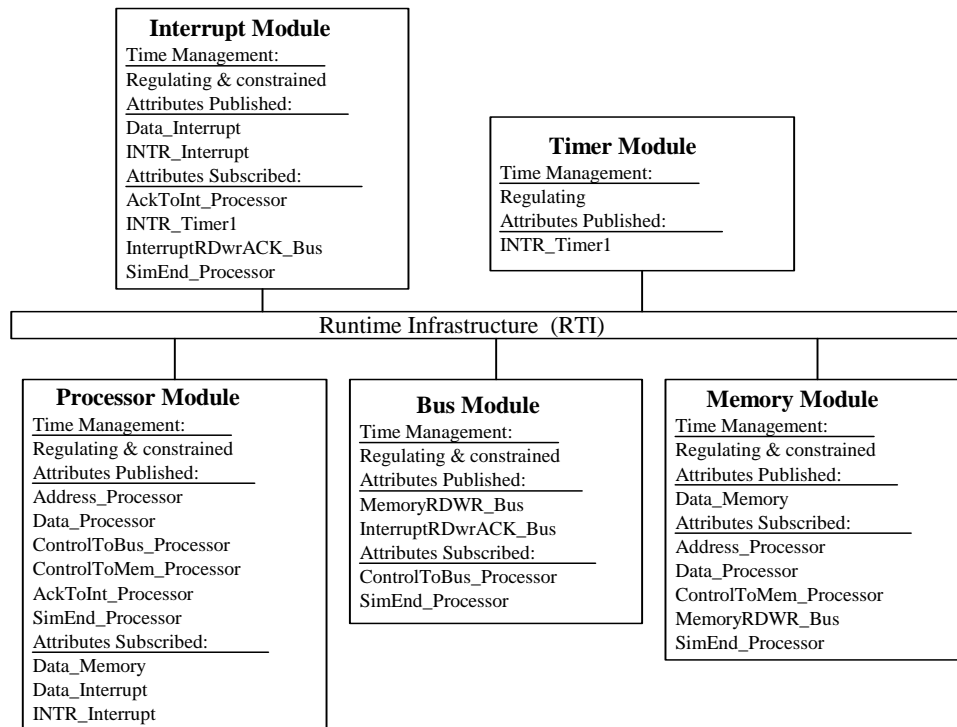 Interrupt Module
Time Management:
Regulating & constrained
Attributes Published:
Data_Interrupt
INTR_Interrupt
Attributes Subscribed:
AckToInt_Processor
INTR_Timer1
InterruptRDwrACK_Bus
SimEnd_Processor
Timer Module
Time Management:
Regulating
Attributes Published:
INTR_Timer1
Runtime Infrastructure (RTI)
Processor Module
Time Management:
Regulating & constrained
Attributes Published:
Address_Processor
Data_Processor
ControlToBus_Processor
ControlToMem_Processor
AckToInt_Processor
SimEnd_Processor
Attributes Subscribed:
Data_Memory
Data_Interrupt
INTR_Interrupt
Bus Module
Time Management:
Regulating & constrained
Attributes Published:
MemoryRDWR_Bus
InterruptRDwrACK_Bus
Attributes Subscribed:
ControlToBus_Processor
SimEnd_Processor
Memory Module
Time Management:
Regulating & constrained
Attributes Published:
Data_Memory
Attributes Subscribed:
Address_Processor
Data_Processor
ControlToMem_Processor
MemoryRDWR_Bus
SimEnd_Processor